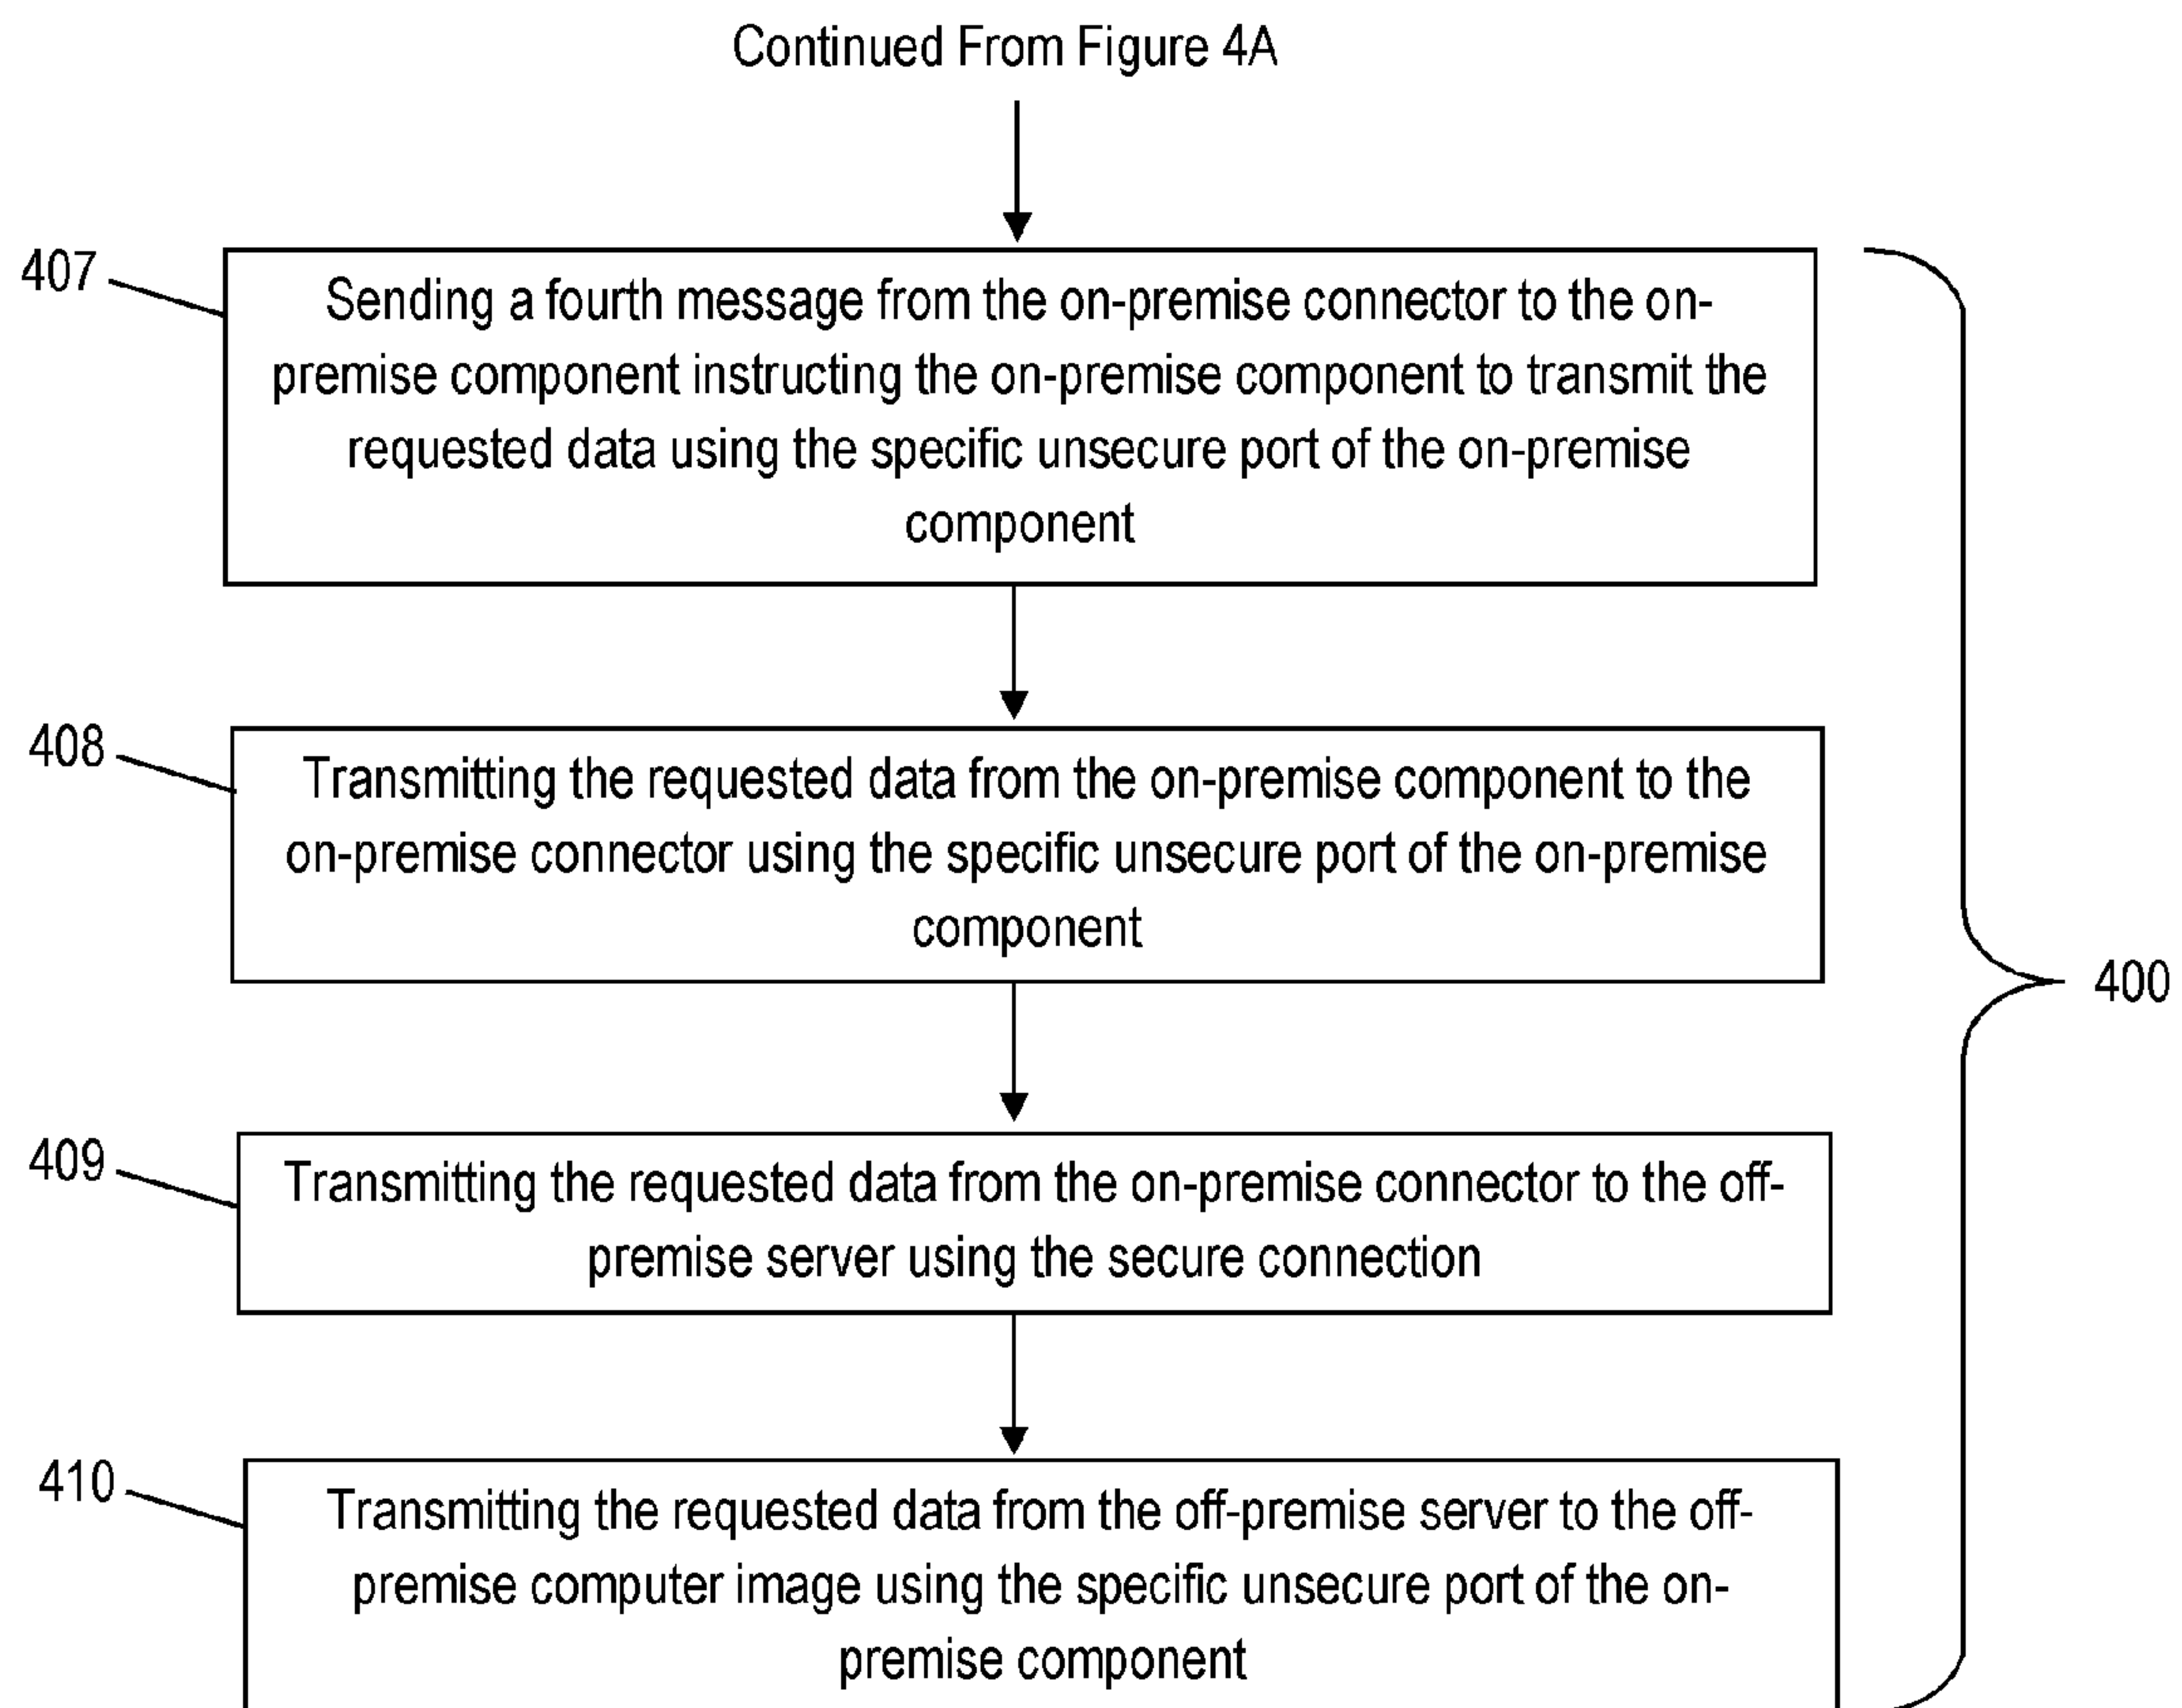 Continued From Figure 4A
407
Sending a fourth message from the on-premise connector to the on-
premise component instructing the on-premise component to transmit the
requested data using the specific unsecure port of the on-premise
component
408
Transmitting the requested data from the on-premise component to the
on-premise connector using the specific unsecure port of the on-premise
component
400
409
Transmitting the requested data from the on-premise connector to the off-
premise server using the secure connection
410
Transmitting the requested data from the off-premise server to the off-
premise computer image using the specific unsecure port of the on-
premise component